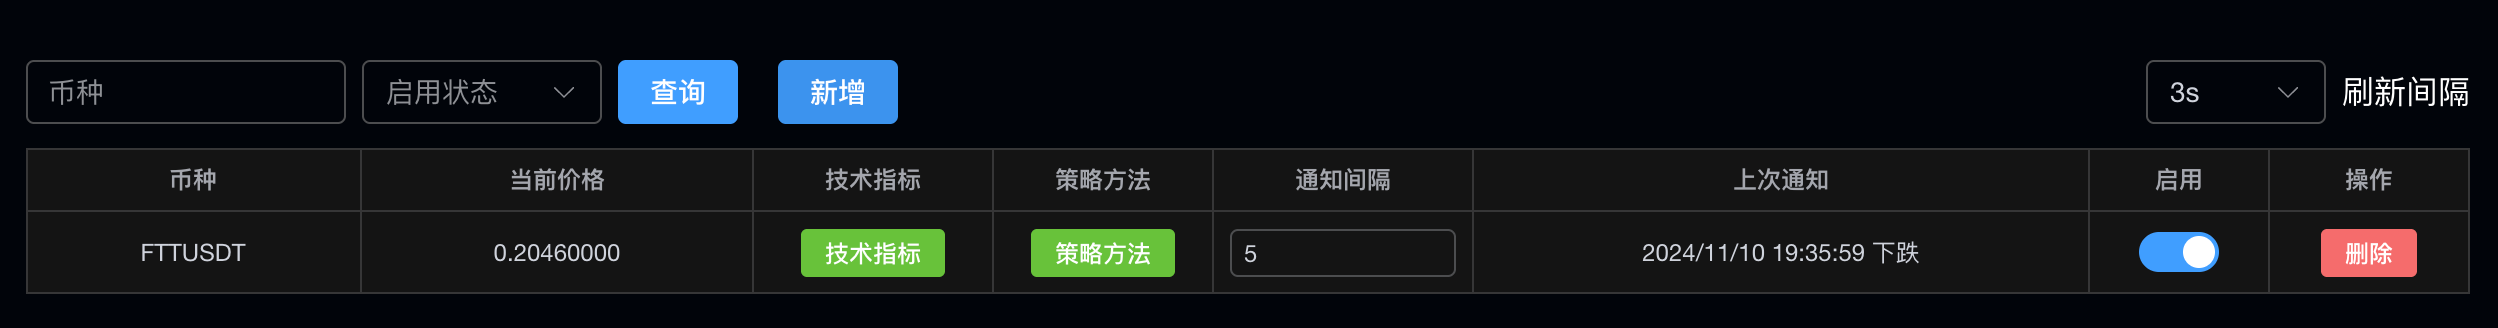 币种 启用状态 查询 新增 3s 刷新间隔
币种 当前价格 技术指标 策略方法 通知间隔 上次通知 启用 操作
FTTUSDT 0.20460000 技术指标 策略方法 5 2024/11/10 19:35:59 下跌 删除